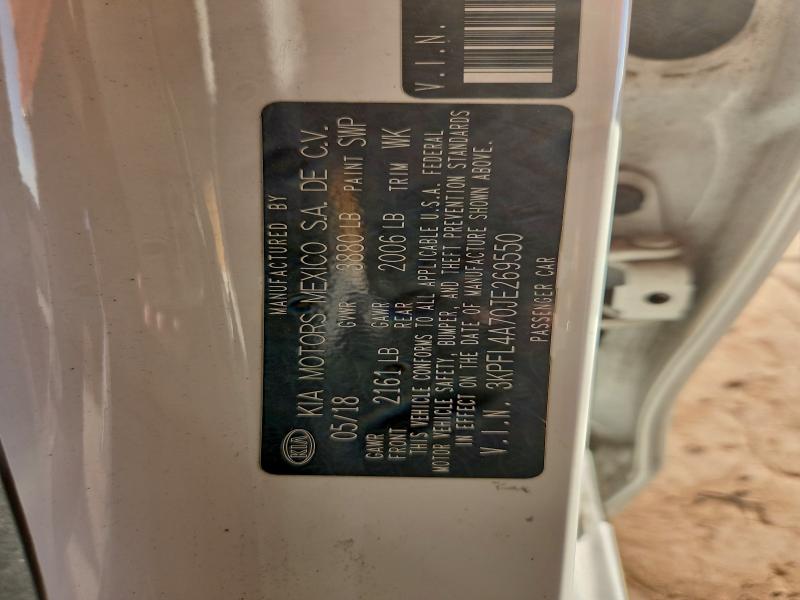 V.I.N.
MANUFACTURED BY
KIA
KIA MOTORS MEXICO S.A. DE C.V.
05/18 GVWR 3880 LB PAINT SWP
GAWR FRONT 2161 LB GAWR REAR 2006 LB TRIM WK
THIS VEHICLE CONFORMS TO ALL APPLICABLE U.S.A. FEDERAL
MOTOR VEHICLE SAFETY, BUMPER, AND THEFT PREVENTION STANDARDS
IN EFFECT ON THE DATE OF MANUFACTURE SHOWN ABOVE.
V.I.N. 3KPFL4A70JE269550
PASSENGER CAR